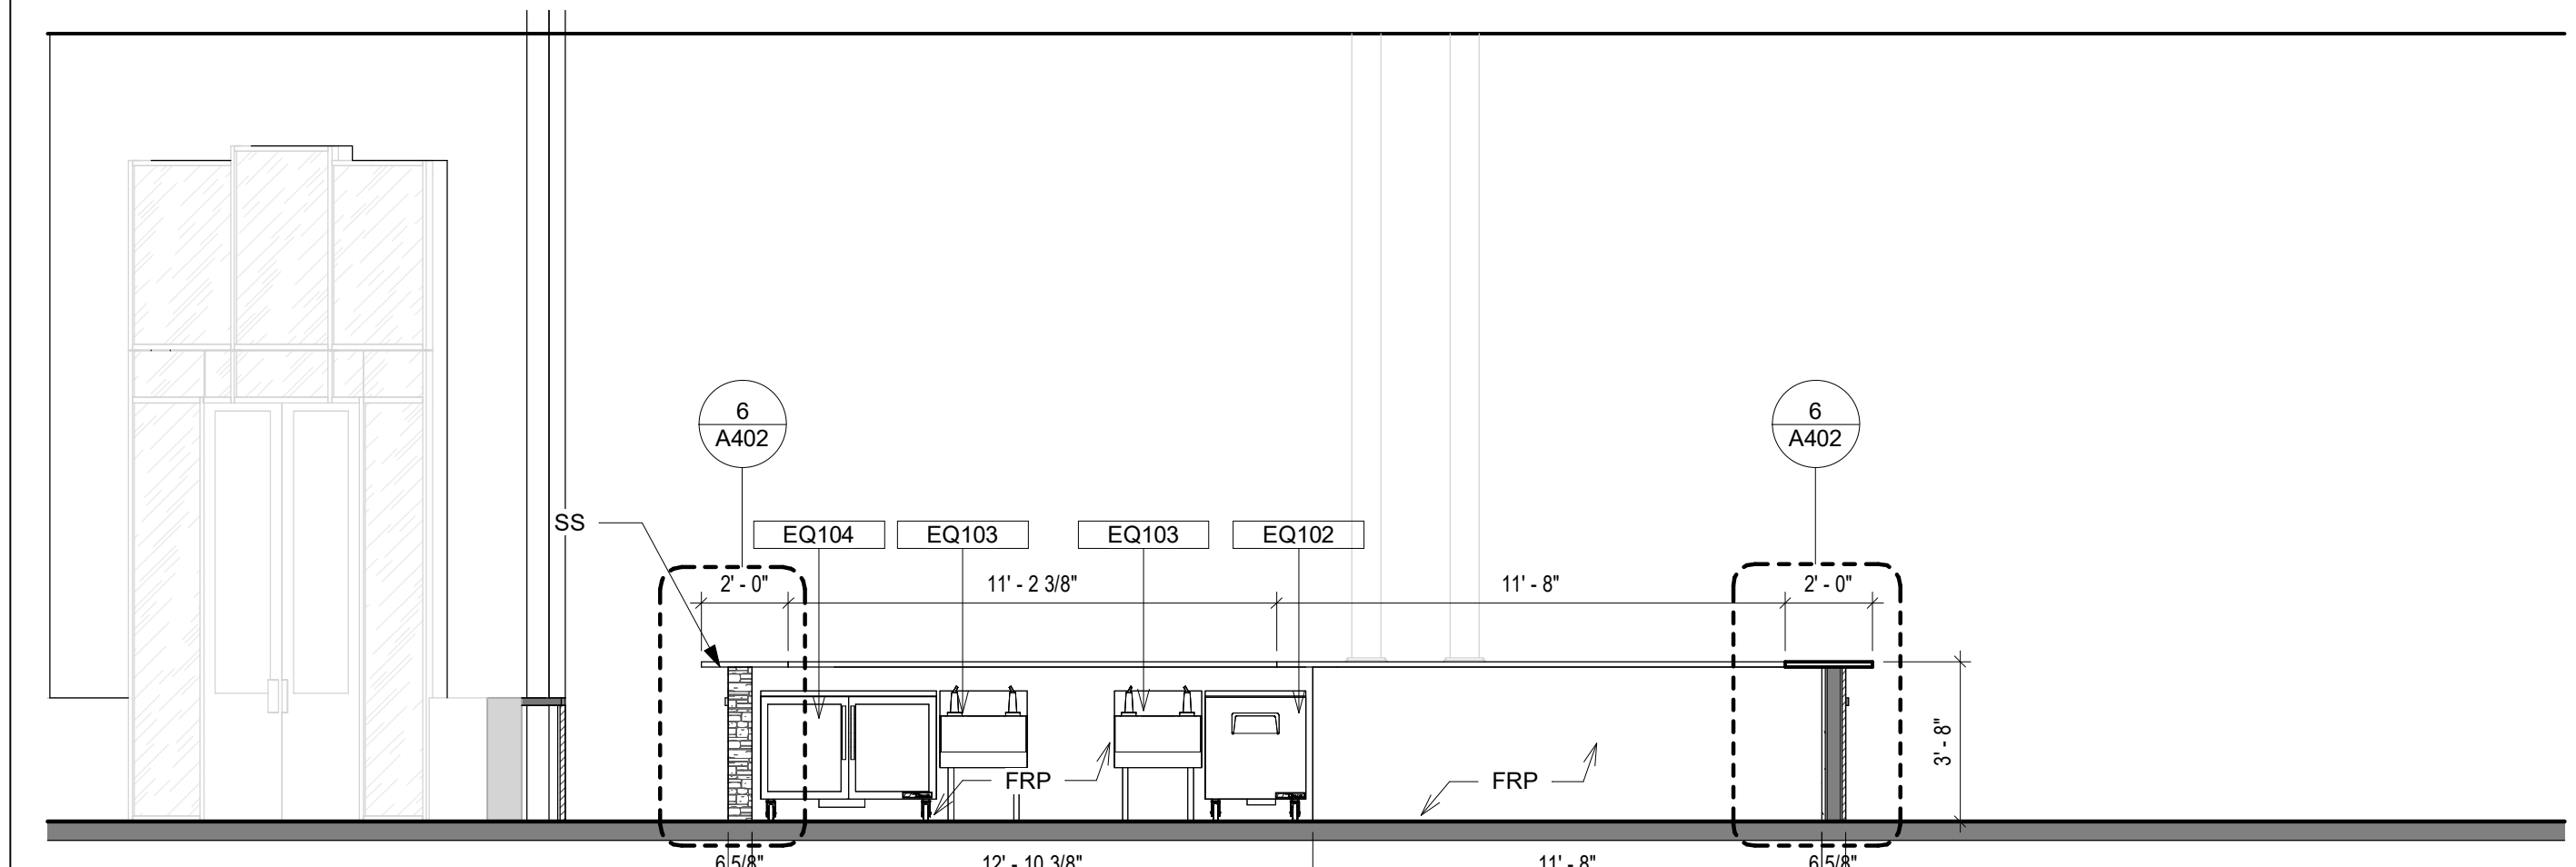 6
A402
6
A402
SS
EQ104
EQ103
EQ103
EQ102
2' - 0"
11' - 2 3/8"
11' - 8"
2' - 0"
3' - 8"
FRP
FRP
6 5/8"
12' - 10 3/8"
11' - 8"
6 5/8"